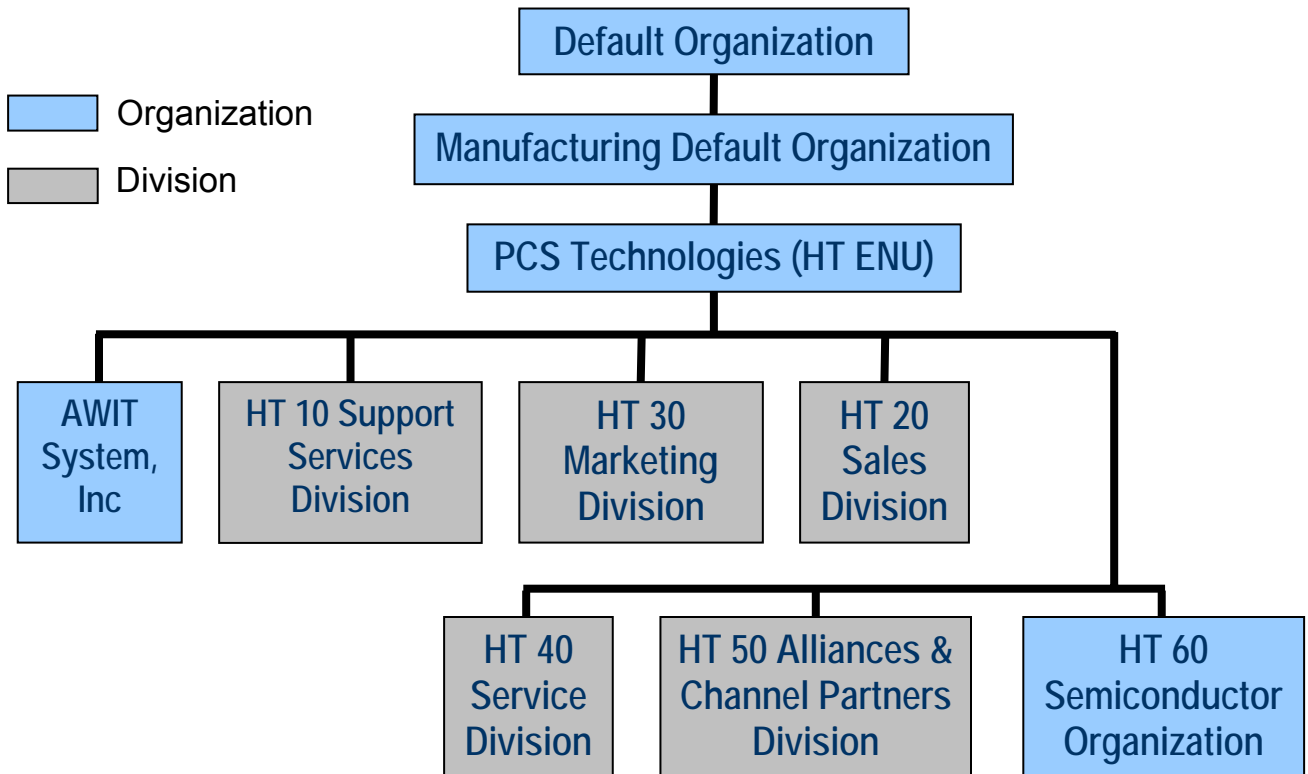 Default Organization
Organization
Manufacturing Default Organization
Division
PCS Technologies (HT ENU)
AWIT
System,
Inc
HT 10 Support
Services
Division
HT 30
Marketing
Division
HT 20
Sales
Division
HT 40
Service
Division
HT 50 Alliances &
Channel Partners
Division
HT 60
Semiconductor
Organization